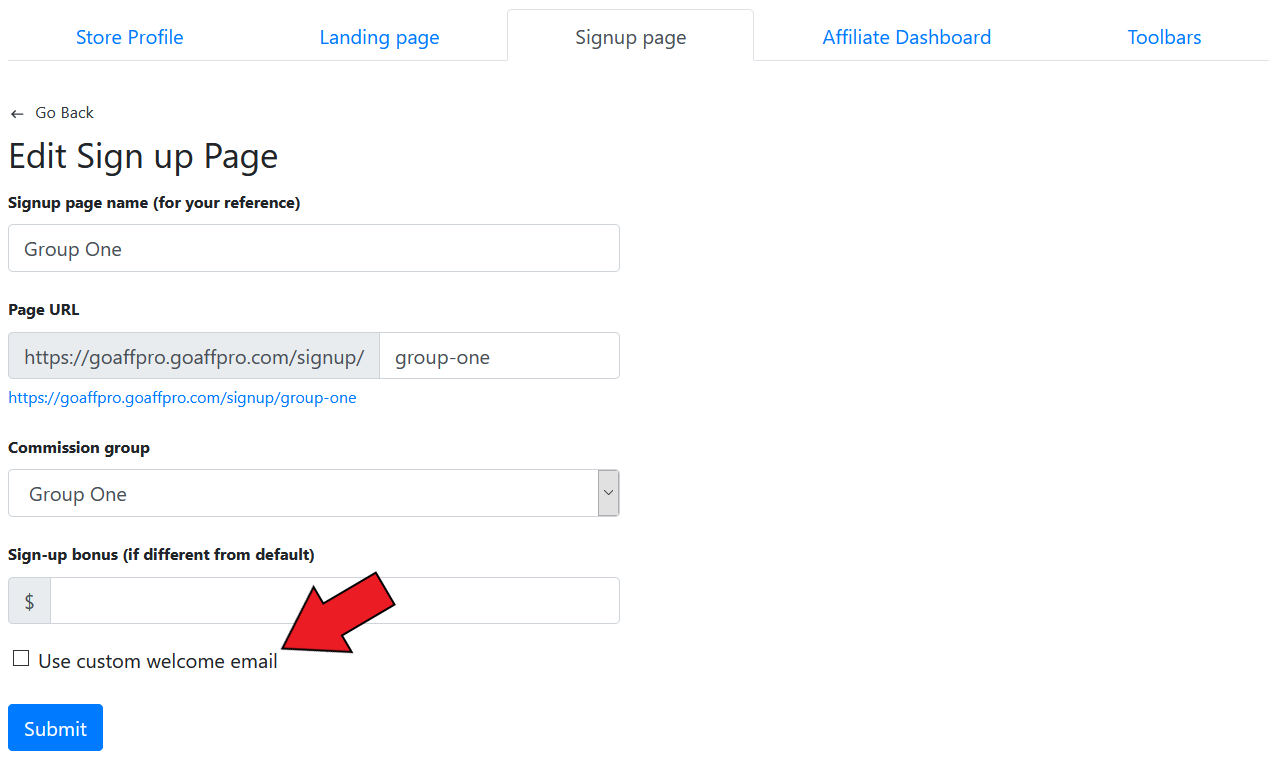 Store Profile Landing page Signup page Affiliate Dashboard Toolbars
← Go Back
Edit Sign up Page
Signup page name (for your reference)
Group One
Page URL
https://goaffpro.goaffpro.com/signup/ group-one
https://goaffpro.goaffpro.com/signup/group-one
Commission group
Group One
Sign-up bonus (if different from default)
$
Use custom welcome email
Submit